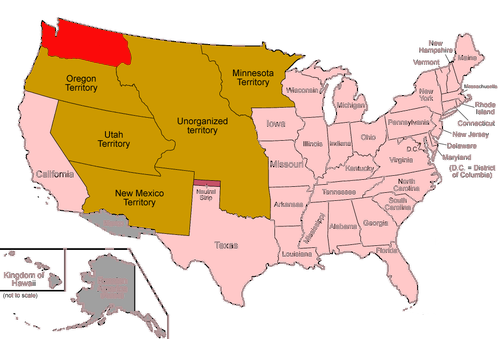 New
Hampshire
Vermont
Maine
Massachusetts
Minnesota
Territory
Oregon
Territory
Wisconsin
Michigan
New
York
Rhode
Island
Connecticut
New Jersey
Delaware
Maryland
(D.C. = District
of Columbia)
Unorganized
territory
Iowa
Pennsylvania
Utah
Territory
Illinois
Indiana
Ohio
D.C.
Virginia
California
Missouri
Kentucky
New Mexico
Territory
Neutral
Strip
Tennessee
North
Carolina
South
Carolina
Arkansas
Mississippi
Alabama
Georgia
Texas
Louisiana
Florida
Kingdom of
Hawaii
(not to scale)